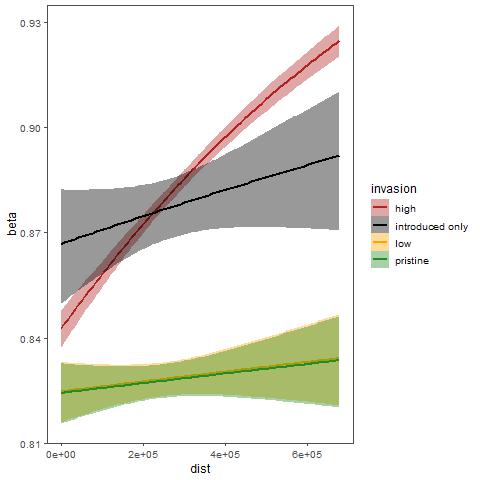 0.93
0.90
0.87
0.84
0.81
beta
0e+00 2e+05 4e+05 6e+05
dist
invasion
high
introduced only
low
pristine